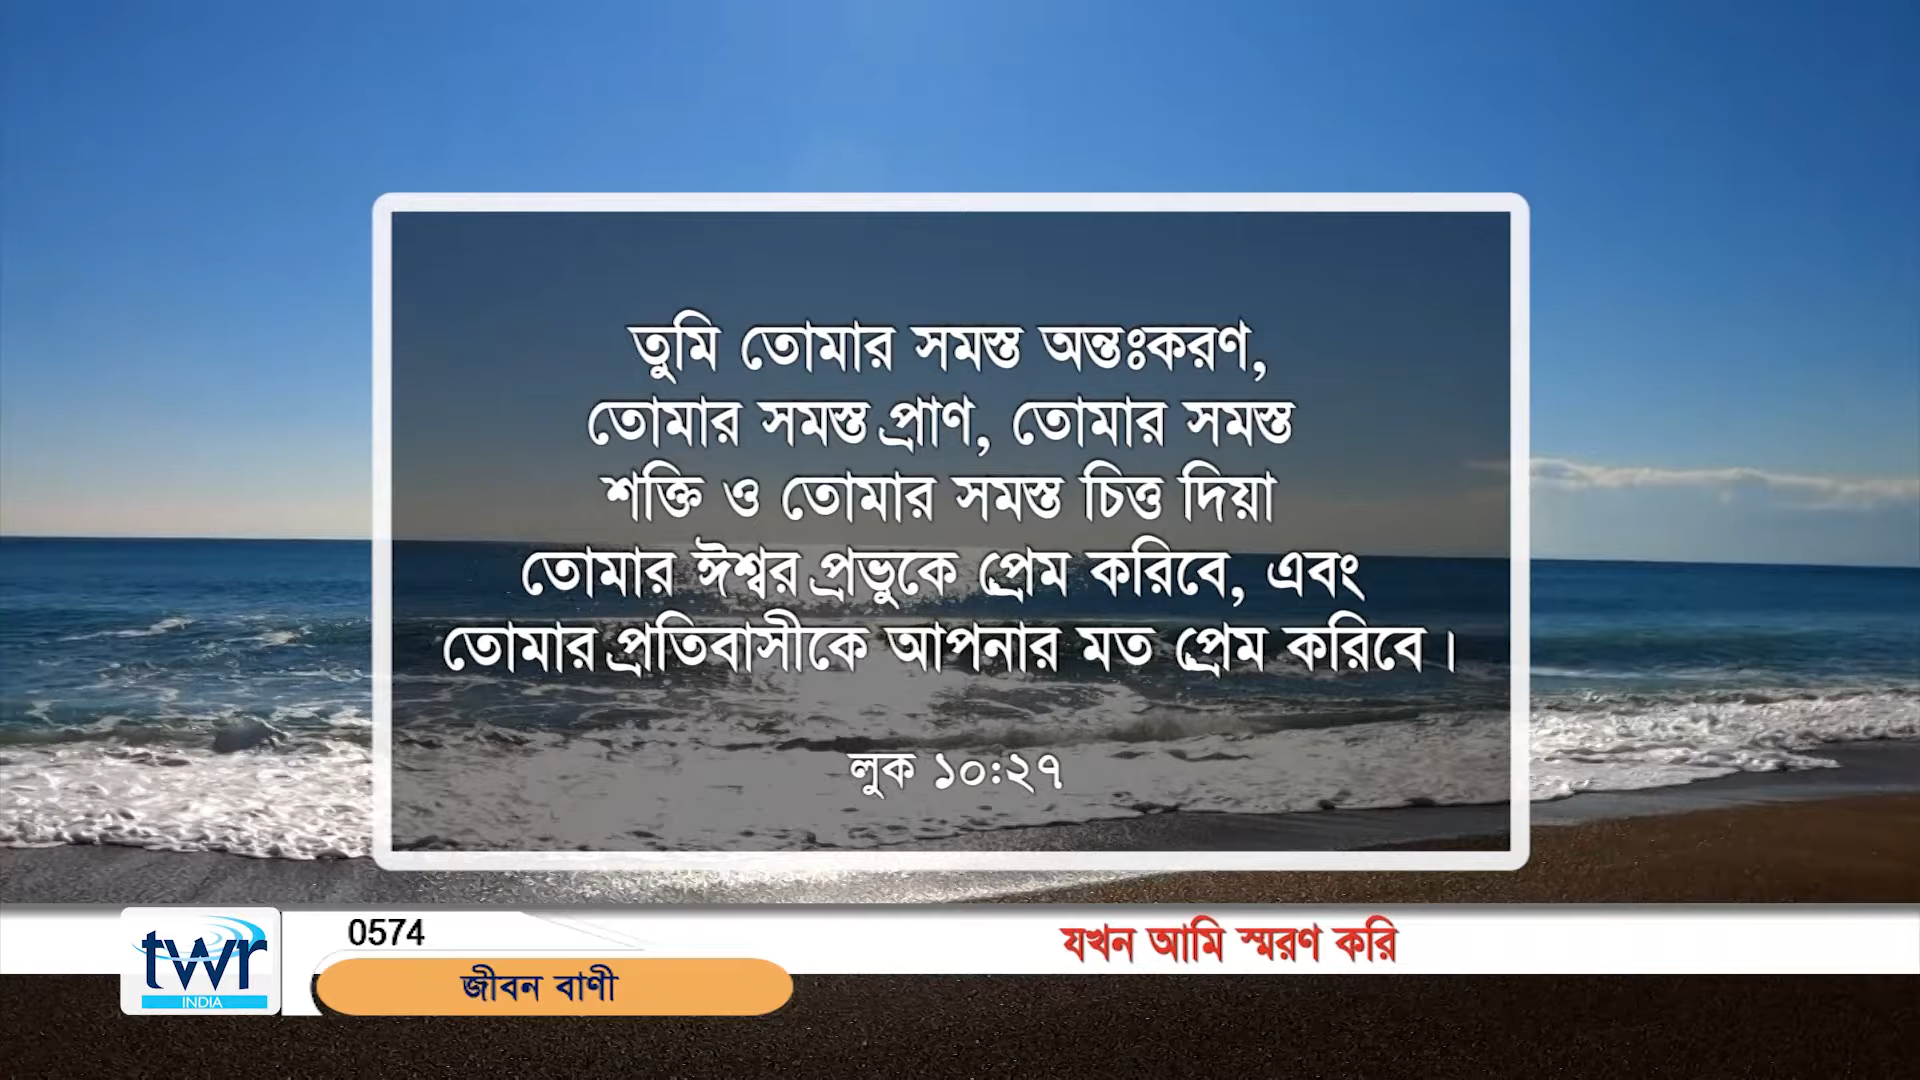 তুমি তোমার সমস্ত অন্তঃকরণ,
তোমার সমস্ত প্রাণ, তোমার সমস্ত
শক্তি ও তোমার সমস্ত চিত্ত দিয়া
তোমার ঈশ্বর প্রভুকে প্রেম করিবে, এবং
তোমার প্রতিবাসীকে আপনার মত প্রেম করিবে।
লুক ১০:২৭
twr
INDIA
0574
জীবন বাণী
যখন আমি স্মরণ করি